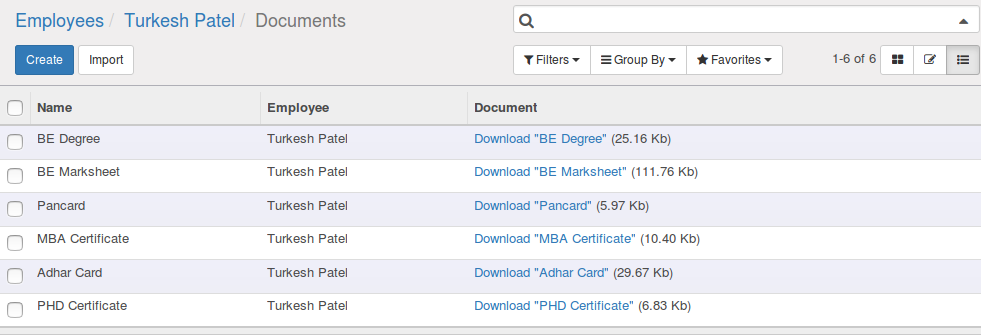 Employees / Turkesh Patel / Documents
Create Import Filters Group By Favorites 1-6 of 6
Name Employee Document
BE Degree Turkesh Patel Download "BE Degree" (25.16 Kb)
BE Marksheet Turkesh Patel Download "BE Marksheet" (111.76 Kb)
Pancard Turkesh Patel Download "Pancard" (5.97 Kb)
MBA Certificate Turkesh Patel Download "MBA Certificate" (10.40 Kb)
Adhar Card Turkesh Patel Download "Adhar Card" (29.67 Kb)
PHD Certificate Turkesh Patel Download "PHD Certificate" (6.83 Kb)